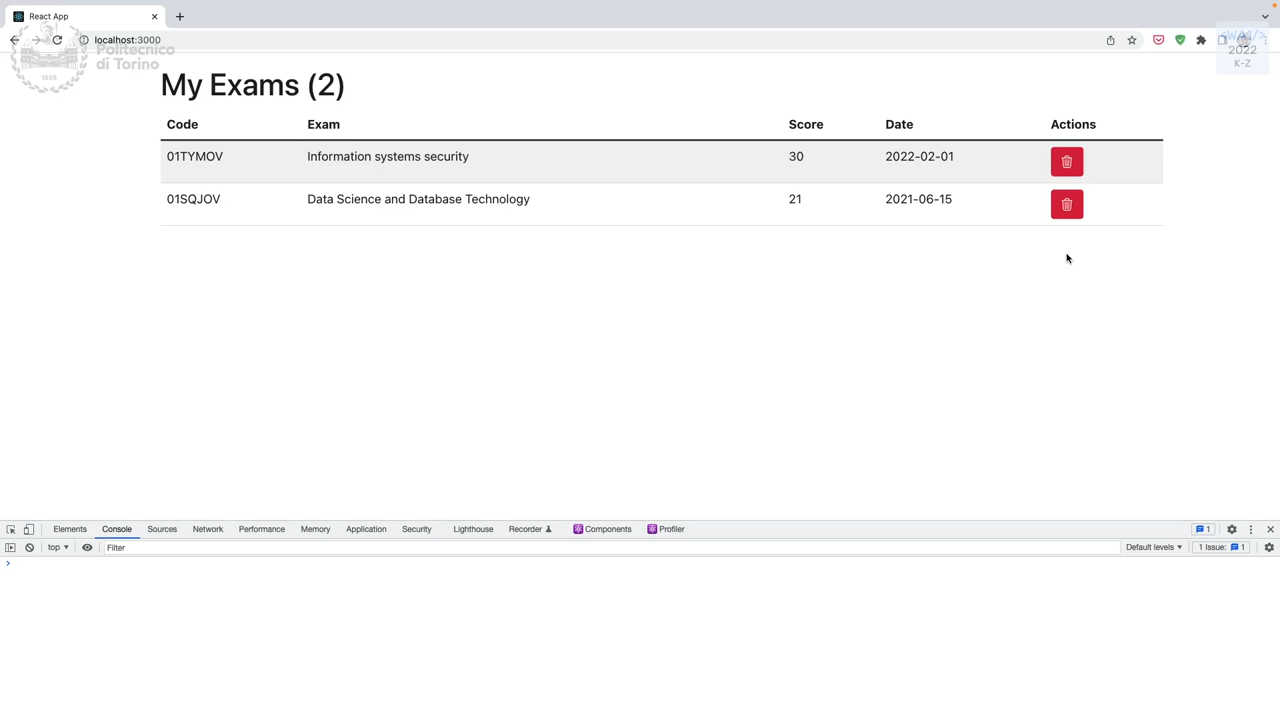 React App
localhost:3000
Politecnico
di Torino
1859
<WA1/>
2022
K-Z
My Exams (2)
Code Exam Score Date Actions
01TYMOV Information systems security 30 2022-02-01
01SQJOV Data Science and Database Technology 21 2021-06-15
Elements Console Sources Network Performance Memory Application Security Lighthouse Recorder Components Profiler 1
top Filter Default levels 1 Issue: 1